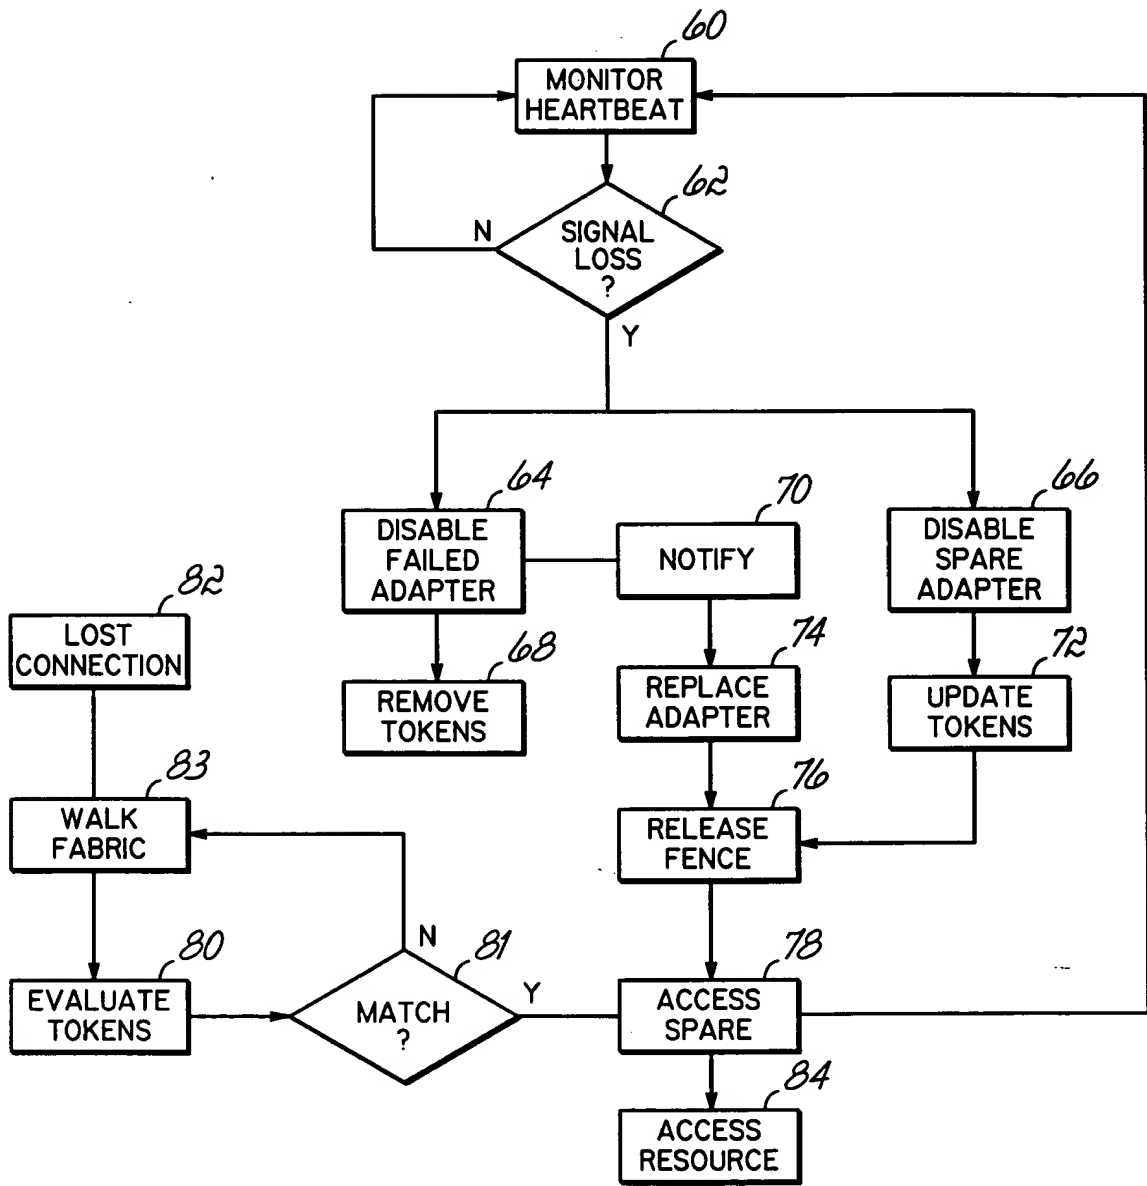 60
MONITOR
HEARTBEAT
62
SIGNAL
LOSS
?
N
Y
64
DISABLE
FAILED
ADAPTER
70
NOTIFY
66
DISABLE
SPARE
ADAPTER
82
LOST
CONNECTION
68
REMOVE
TOKENS
74
REPLACE
ADAPTER
72
UPDATE
TOKENS
83
WALK
FABRIC
76
RELEASE
FENCE
80
EVALUATE
TOKENS
N
81
MATCH
?
Y
78
ACCESS
SPARE
84
ACCESS
RESOURCE